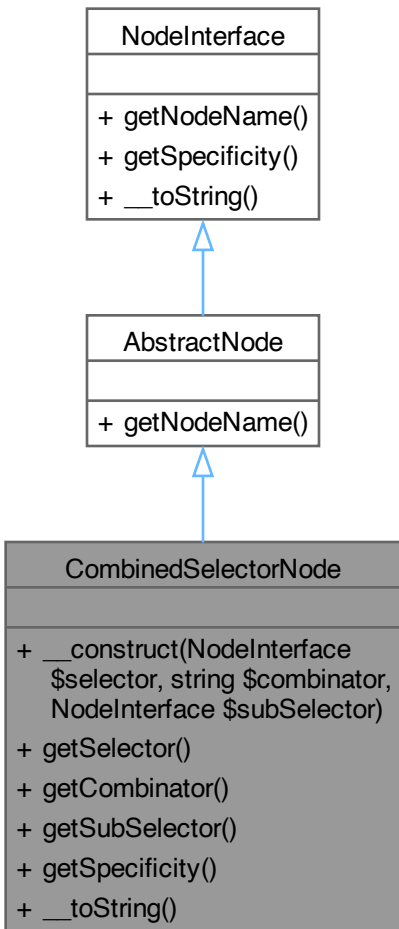 NodeInterface
+ getNodeName()
+ getSpecificity()
+ __toString()
AbstractNode
+ getNodeName()
CombinedSelectorNode
+ __construct(NodeInterface
$selector, string $combinator,
NodeInterface $subSelector)
+ getSelector()
+ getCombinator()
+ getSubSelector()
+ getSpecificity()
+ __toString()